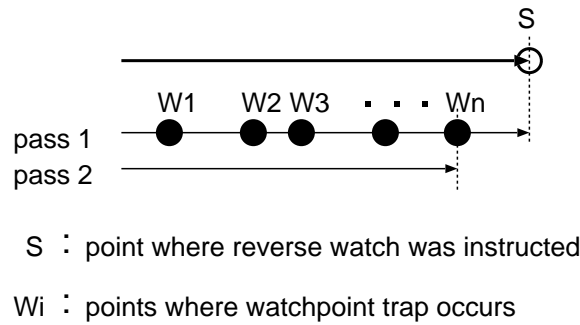 S
W1 W2 W3 · · · Wn
pass 1
pass 2
S : point where reverse watch was instructed
Wi : points where watchpoint trap occurs